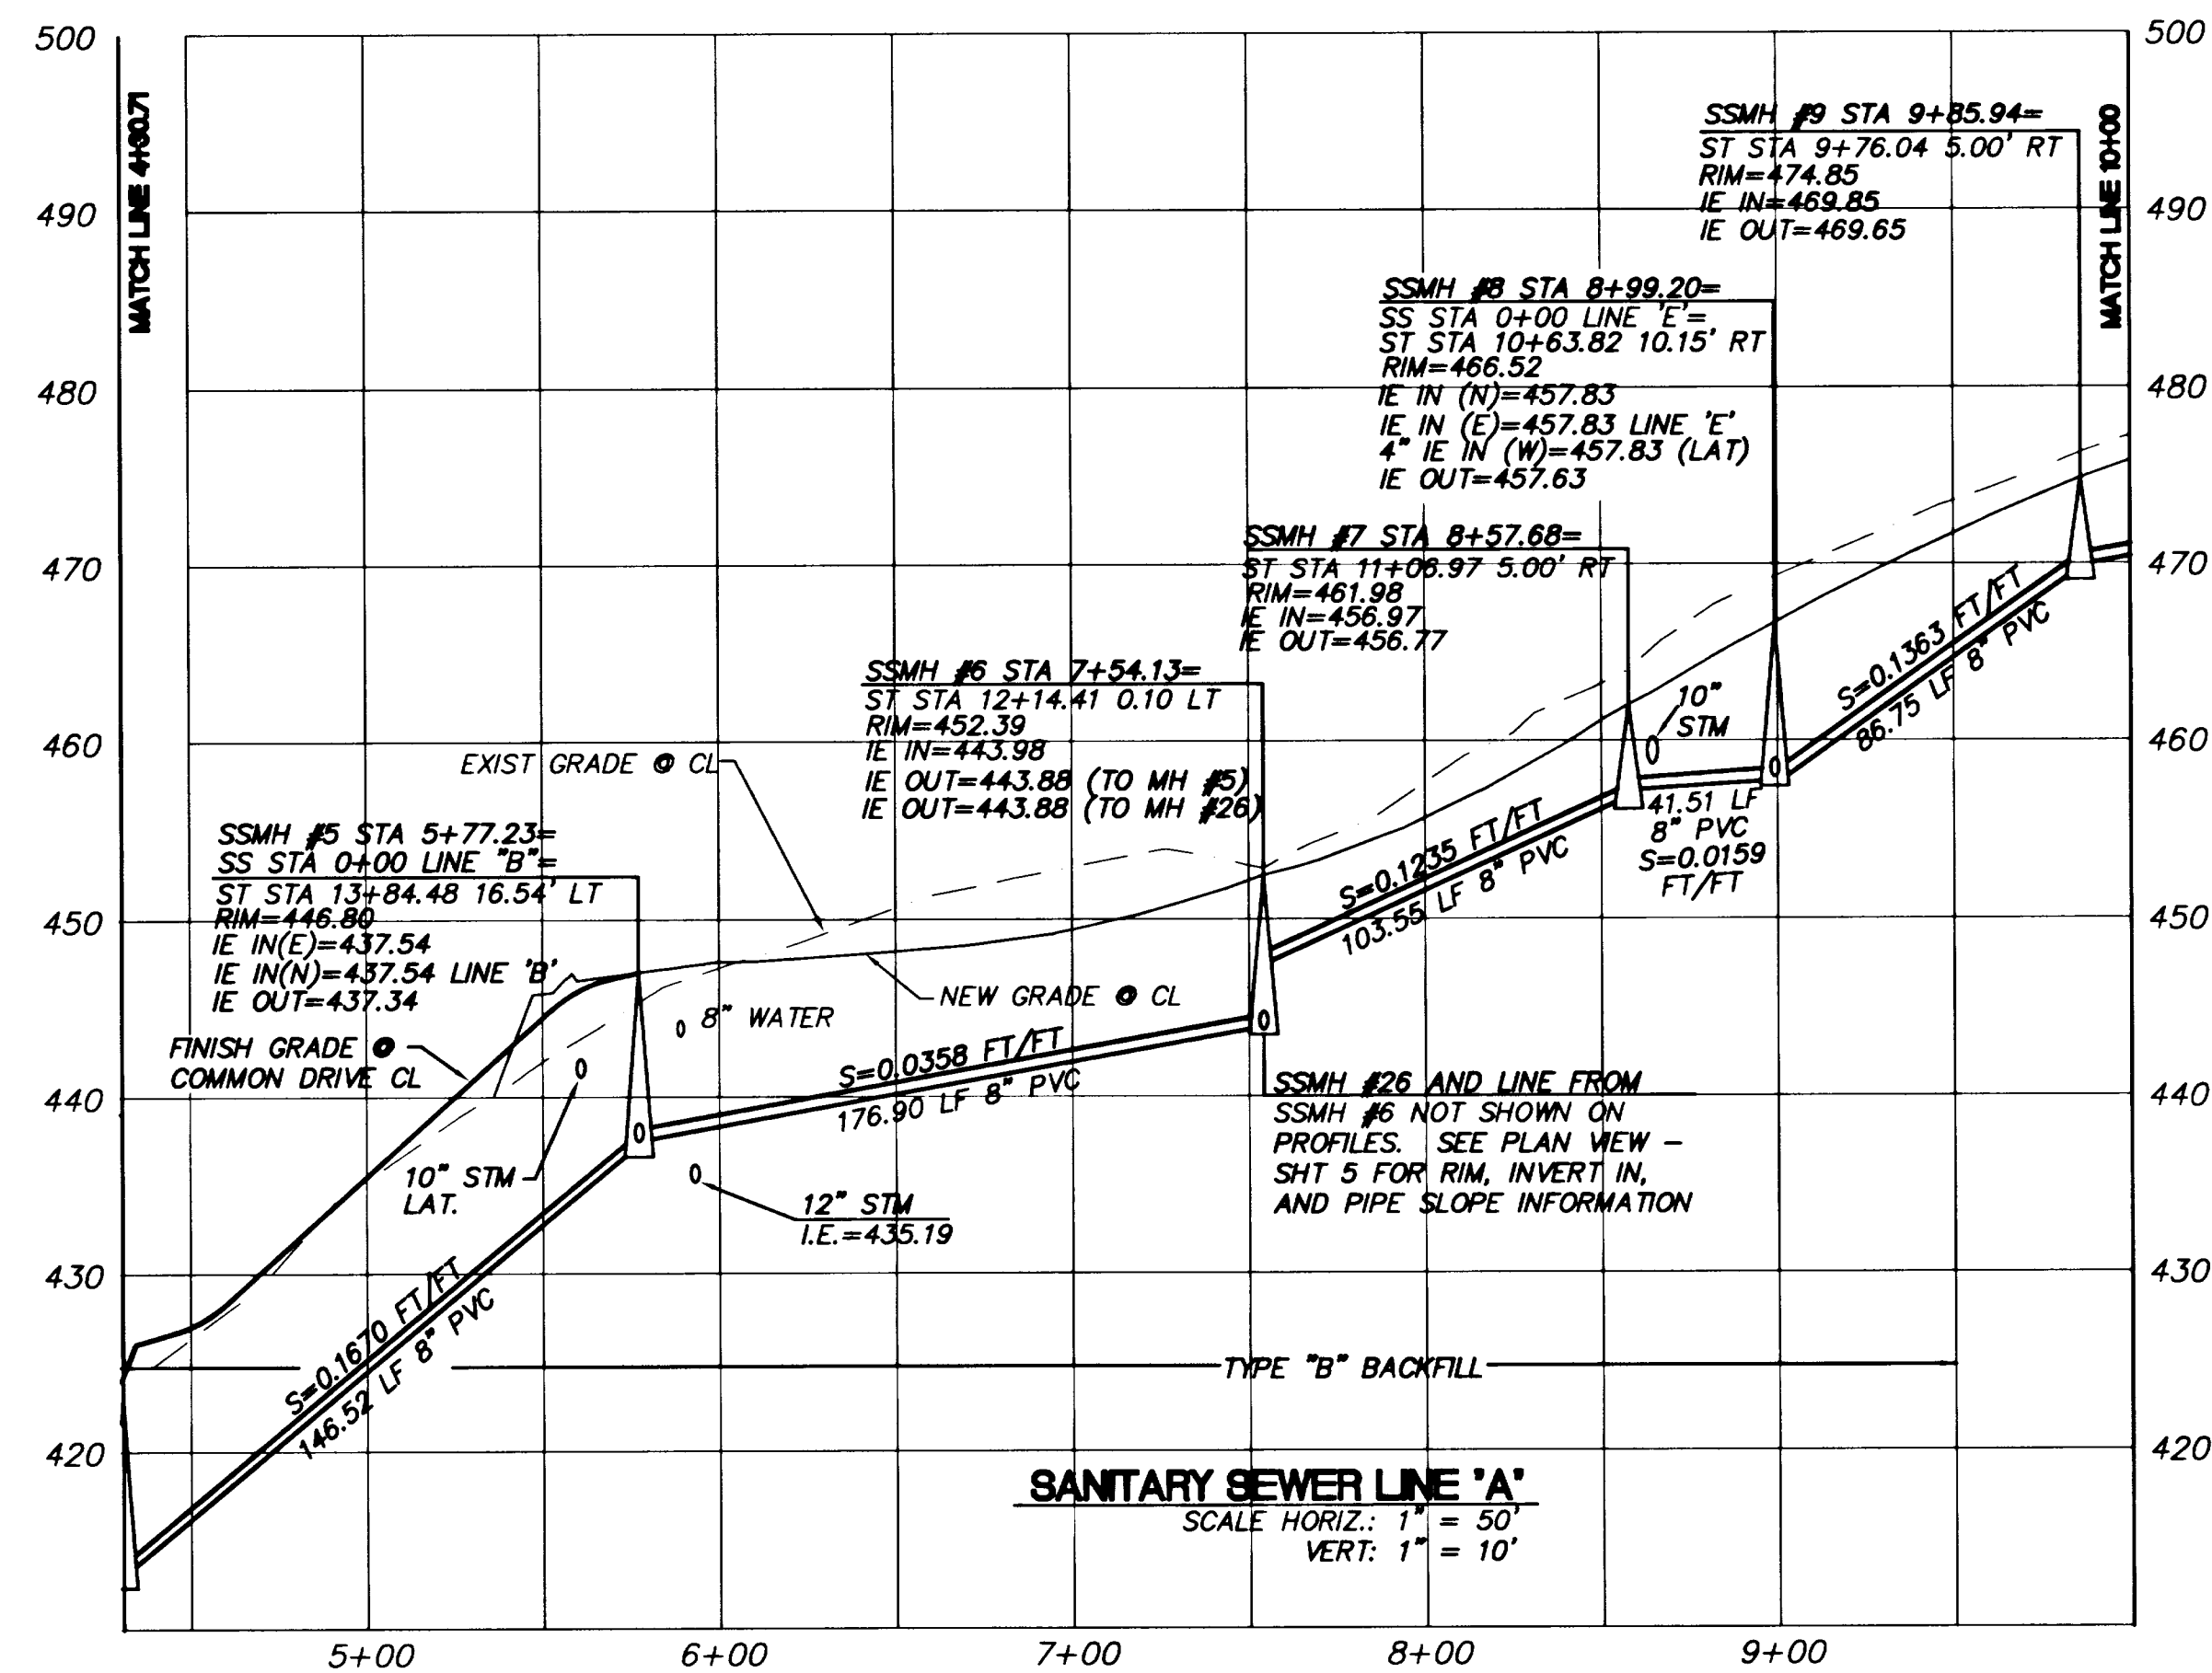 500
490
480
470
460
450
440
430
420
500
490
480
470
460
450
440
430
420
MATCH LINE 4+30.71
MATCH LINE 10+00
SSMH #9 STA 9+85.94=
ST STA 9+76.04 5.00' RT
RIM=474.85
IE IN=469.85
IE OUT=469.65
SSMH #8 STA 8+99.20=
SS STA 0+00 LINE 'E'=
ST STA 10+63.82 10.15' RT
RIM=466.52
IE IN (N)=457.83
IE IN (E)=457.83 LINE 'E'
4" IE IN (W)=457.83 (LAT)
IE OUT=457.63
SSMH #7 STA 8+57.68=
ST STA 11+06.97 5.00' RT
RIM=461.98
IE IN=456.97
IE OUT=456.77
SSMH #6 STA 7+54.13=
ST STA 12+14.41 0.10 LT
RIM=452.39
IE IN=443.98
IE OUT=443.88 (TO MH #5)
IE OUT=443.88 (TO MH #26)
EXIST GRADE @ CL
SSMH #5 STA 5+77.23=
SS STA 0+00 LINE "B"=
ST STA 13+84.48 16.54' LT
RIM=446.80
IE IN(E)=437.54
IE IN(N)=437.54 LINE 'B'
IE OUT=437.34
FINISH GRADE @
COMMON DRIVE CL
8" WATER
NEW GRADE @ CL
10" STM
LAT.
12" STM
I.E.=435.19
10"
STM
S=0.1670 FT/FT
146.52 LF 8" PVC
S=0.0358 FT/FT
176.90 LF 8" PVC
S=0.1235 FT/FT
103.55 LF 8" PVC
41.51 LF
8" PVC
S=0.0159
FT/FT
S=0.1363 FT/FT
86.75 LF 8" PVC
SSMH #26 AND LINE FROM
SSMH #6 NOT SHOWN ON
PROFILES. SEE PLAN VIEW -
SHT 5 FOR RIM, INVERT IN,
AND PIPE SLOPE INFORMATION
TYPE "B" BACKFILL
SANITARY SEWER LINE 'A'
SCALE HORIZ.: 1" = 50'
VERT: 1" = 10'
5+00
6+00
7+00
8+00
9+00